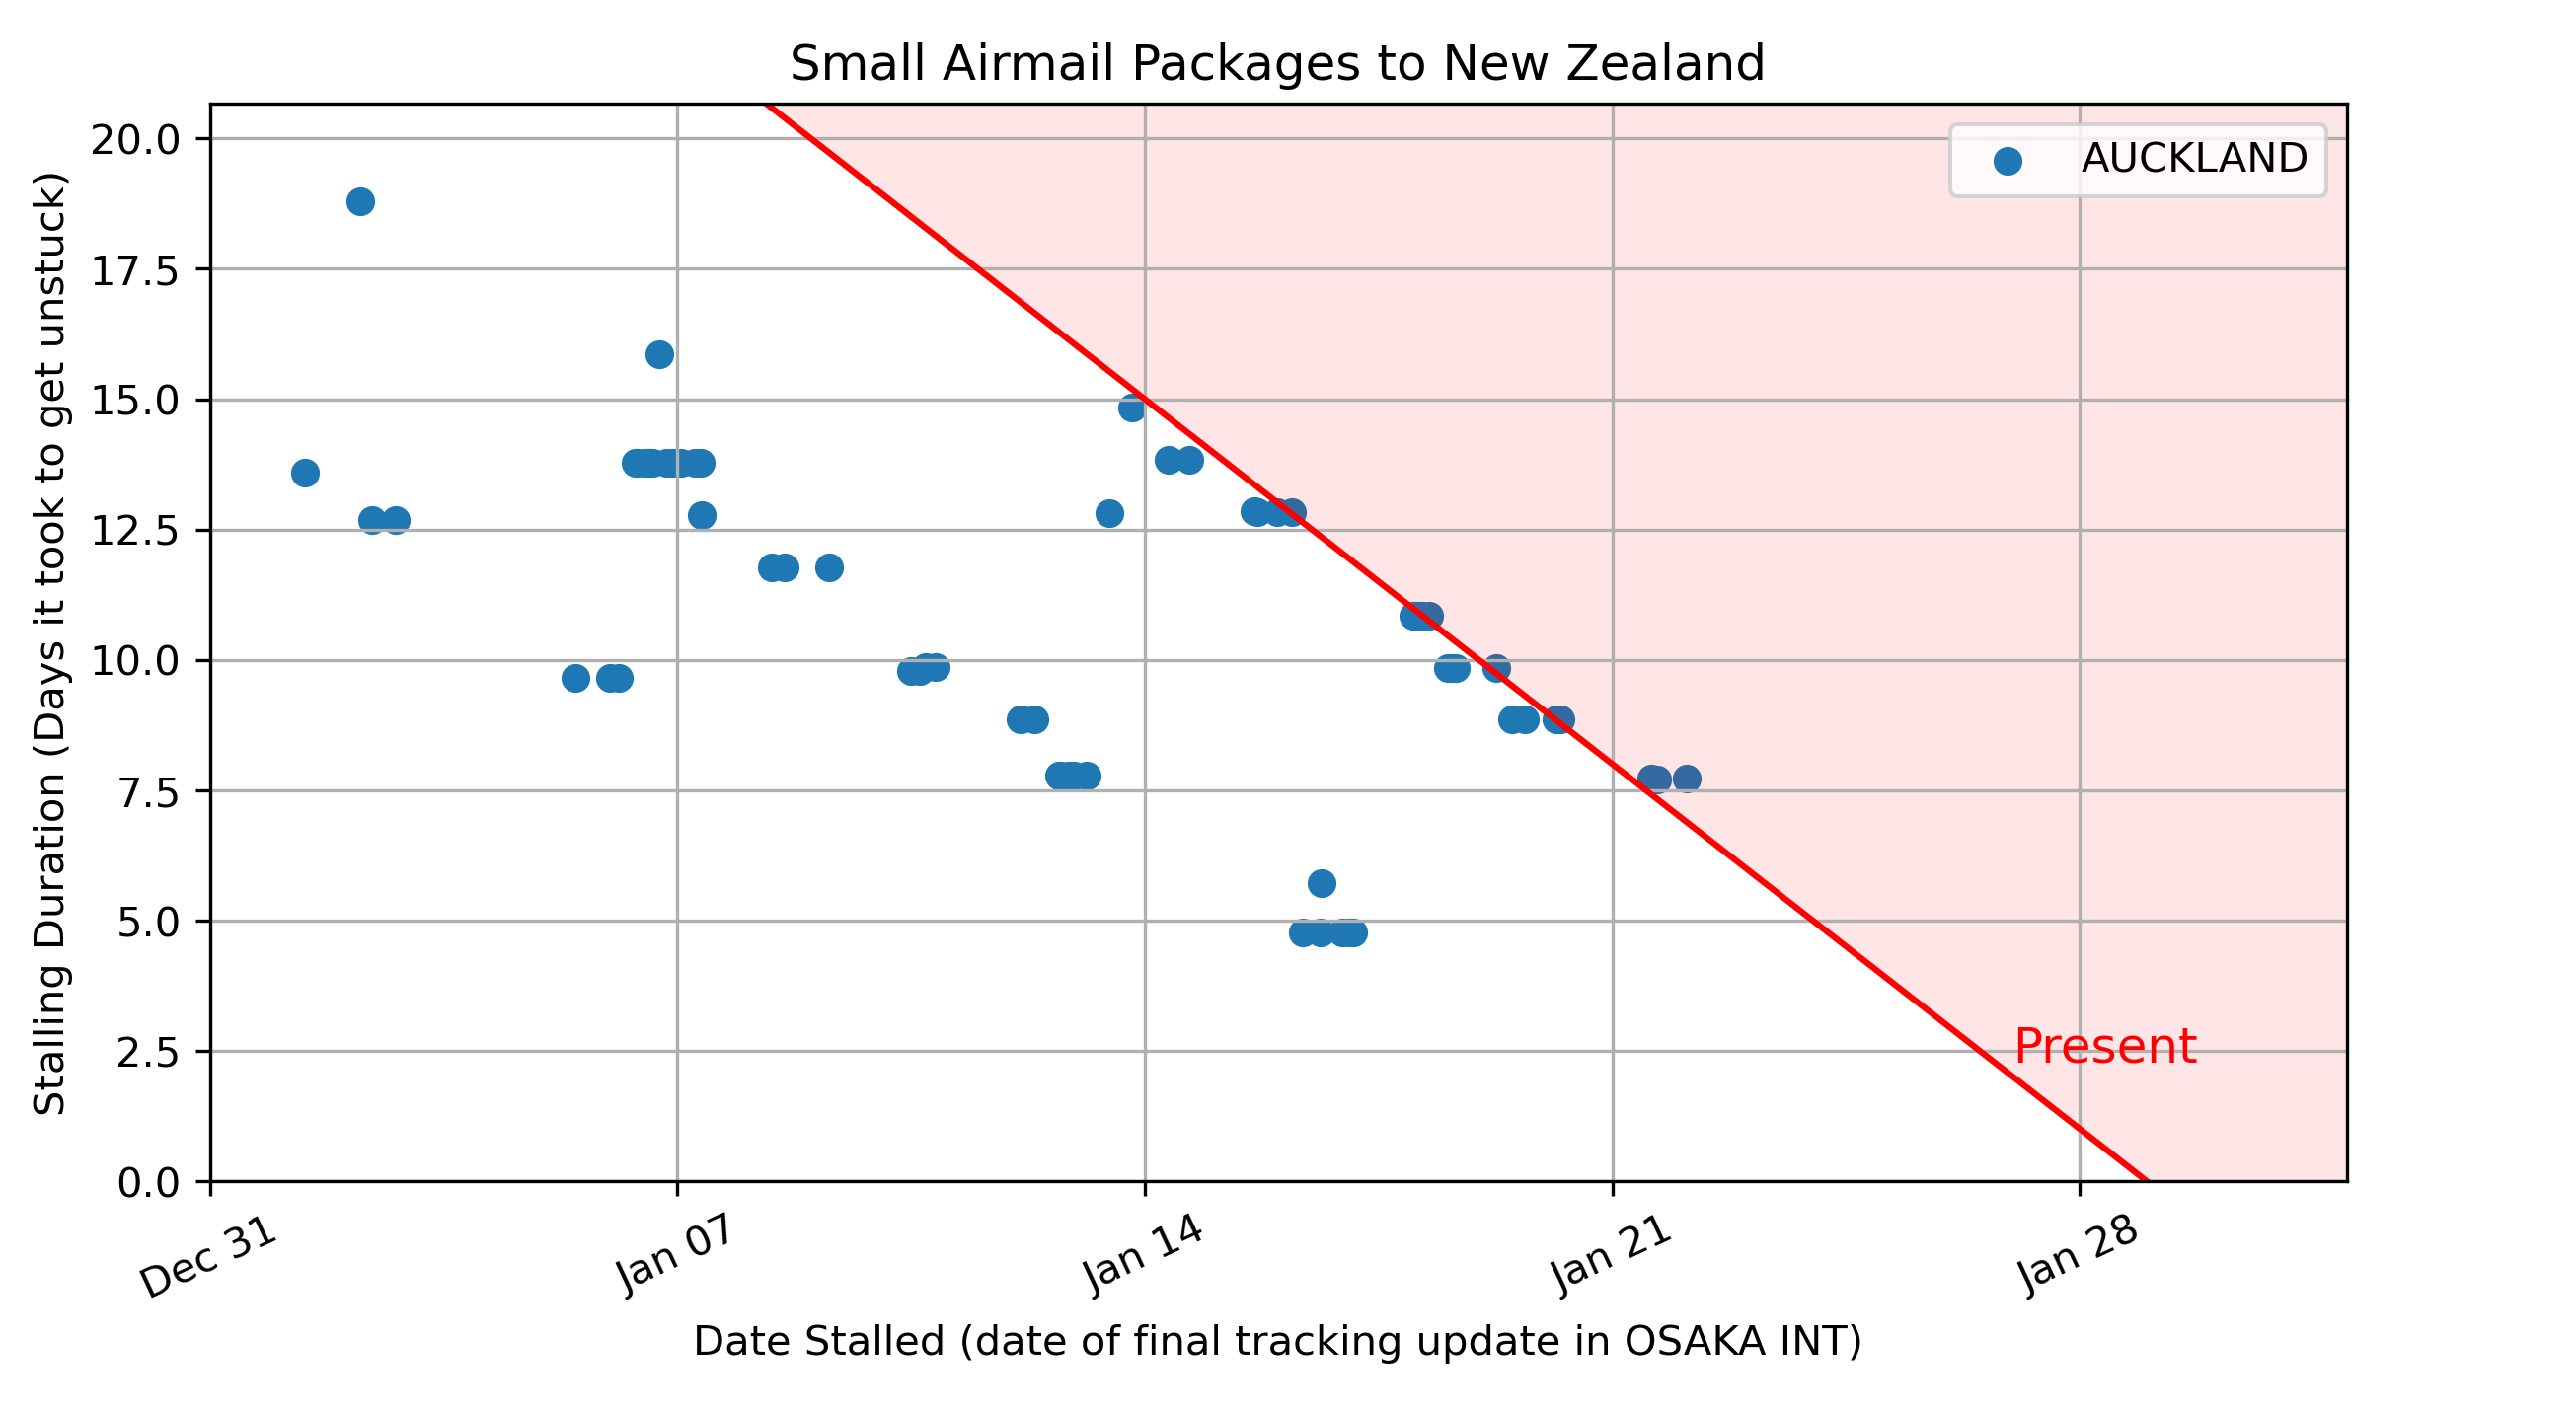 Small Airmail Packages to New Zealand
AUCKLAND
20.0
17.5
15.0
12.5
10.0
7.5
5.0
2.5
0.0
Stalling Duration (Days it took to get unstuck)
Present
Dec 31
Jan 07
Jan 14
Jan 21
Jan 28
Date Stalled (date of final tracking update in OSAKA INT)